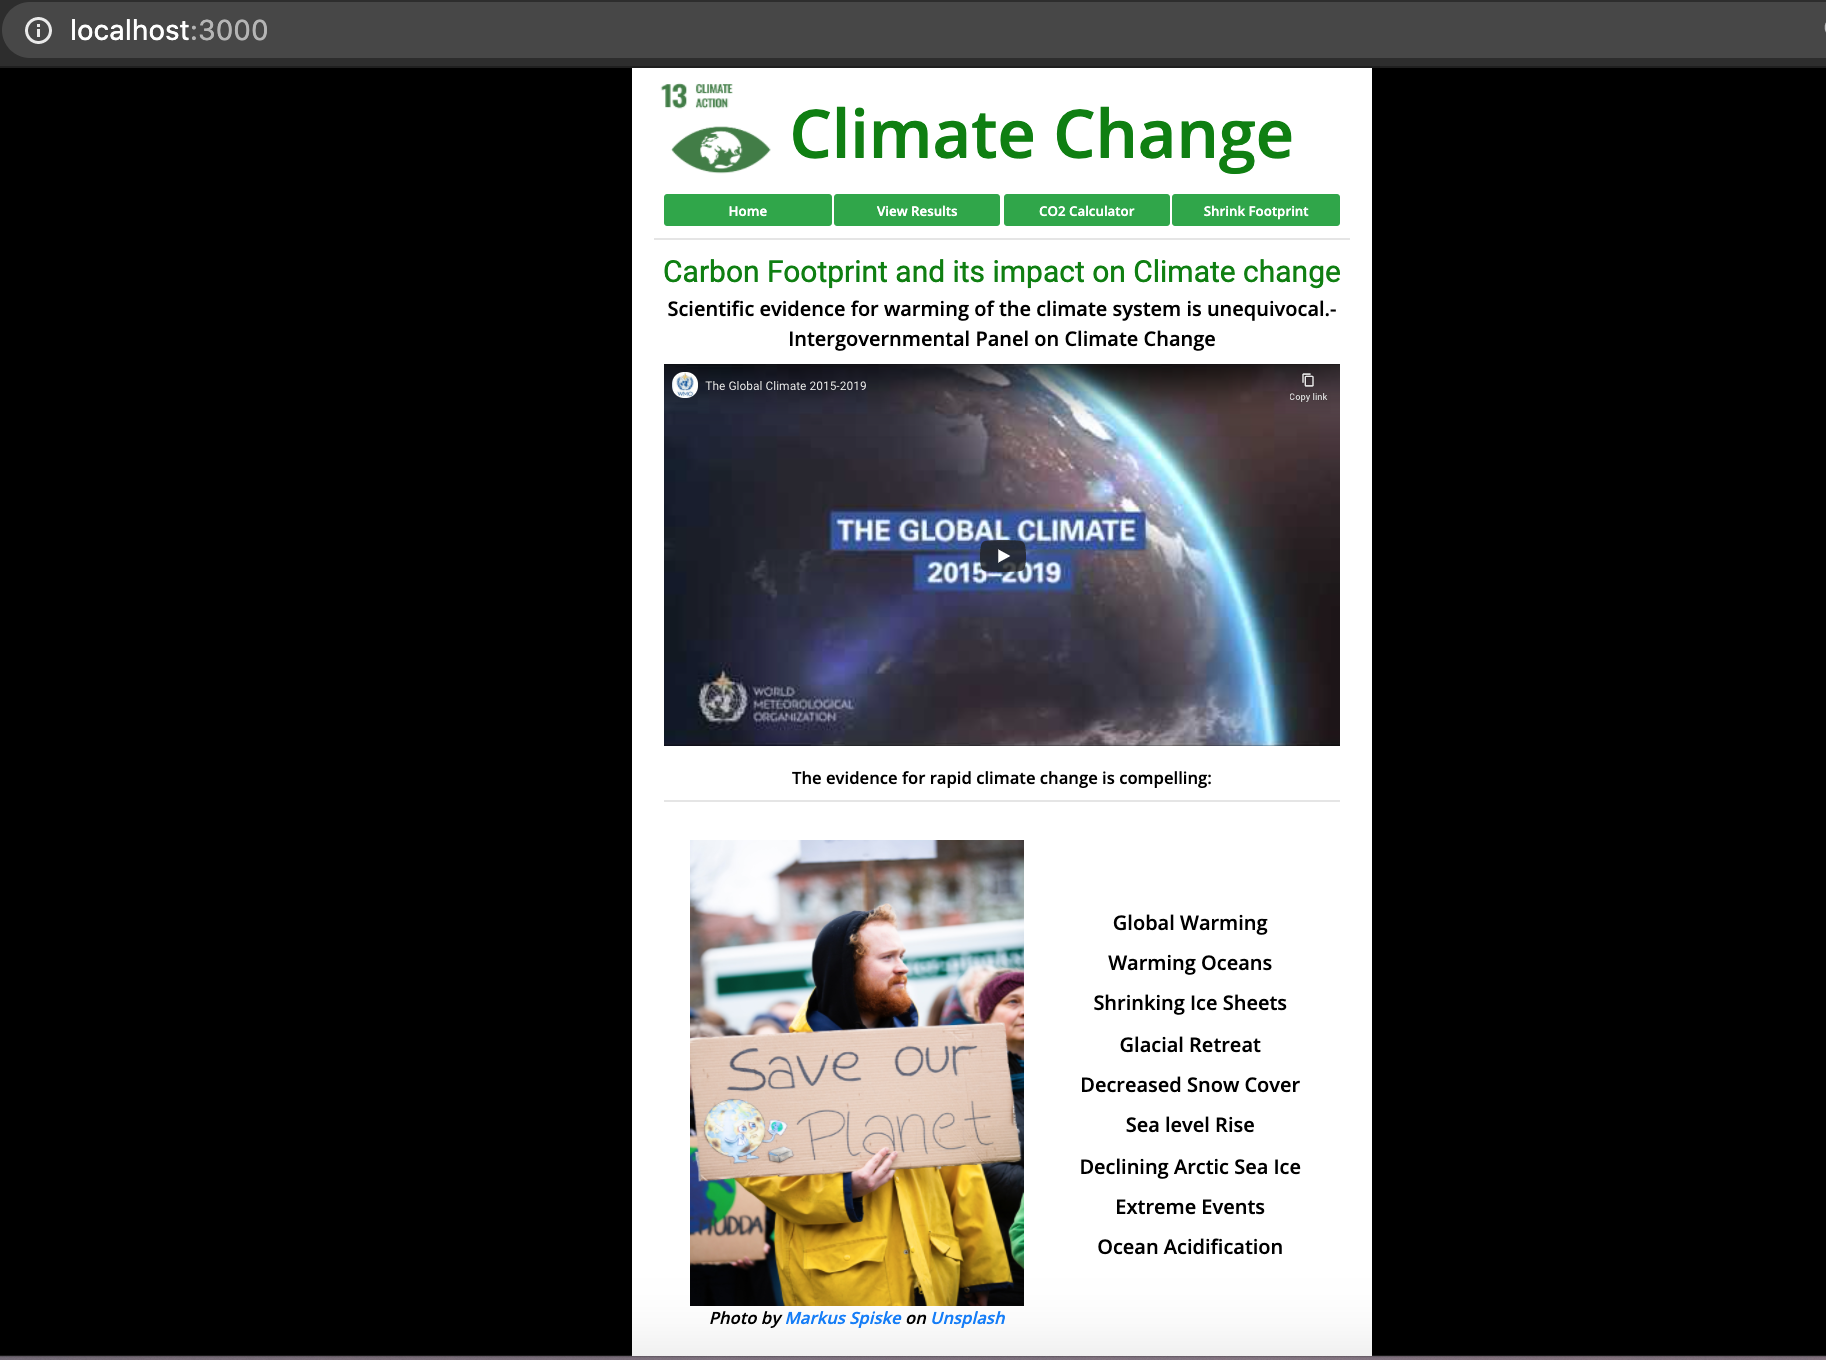 localhost:3000
13 CLIMATE
ACTION
Climate Change
Home View Results CO2 Calculator Shrink Footprint
Carbon Footprint and its impact on Climate change
Scientific evidence for warming of the climate system is unequivocal.-
Intergovernmental Panel on Climate Change
The Global Climate 2015-2019
Copy link
THE GLOBAL CLIMATE
2015–2019
WORLD
METEOROLOGICAL
ORGANIZATION
The evidence for rapid climate change is compelling:
Save our
Planet
Global Warming
Warming Oceans
Shrinking Ice Sheets
Glacial Retreat
Decreased Snow Cover
Sea level Rise
Declining Arctic Sea Ice
Extreme Events
Ocean Acidification
Photo by Markus Spiske on Unsplash